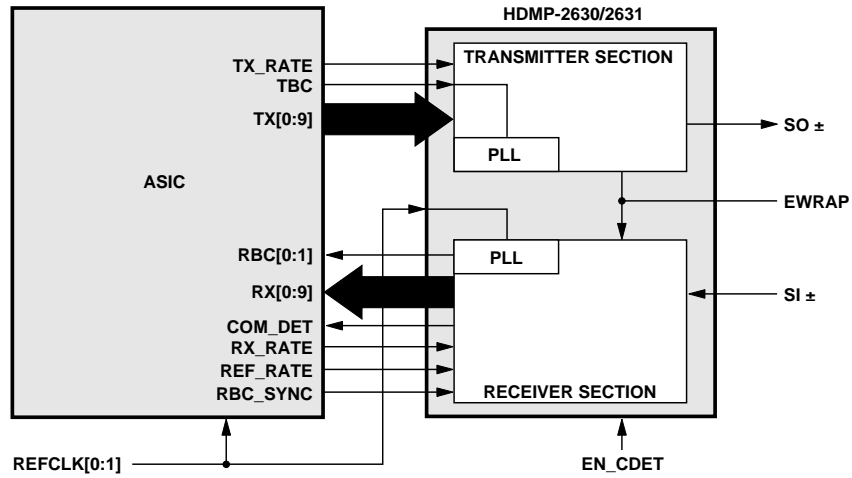 HDMP-2630/2631
TRANSMITTER SECTION
TX_RATE
TBC
TX[0:9]
SO ±
PLL
ASIC
EWRAP
RBC[0:1]
PLL
RX[0:9]
SI ±
COM_DET
RX_RATE
REF_RATE
RBC_SYNC
RECEIVER SECTION
REFCLK[0:1]
EN_CDET